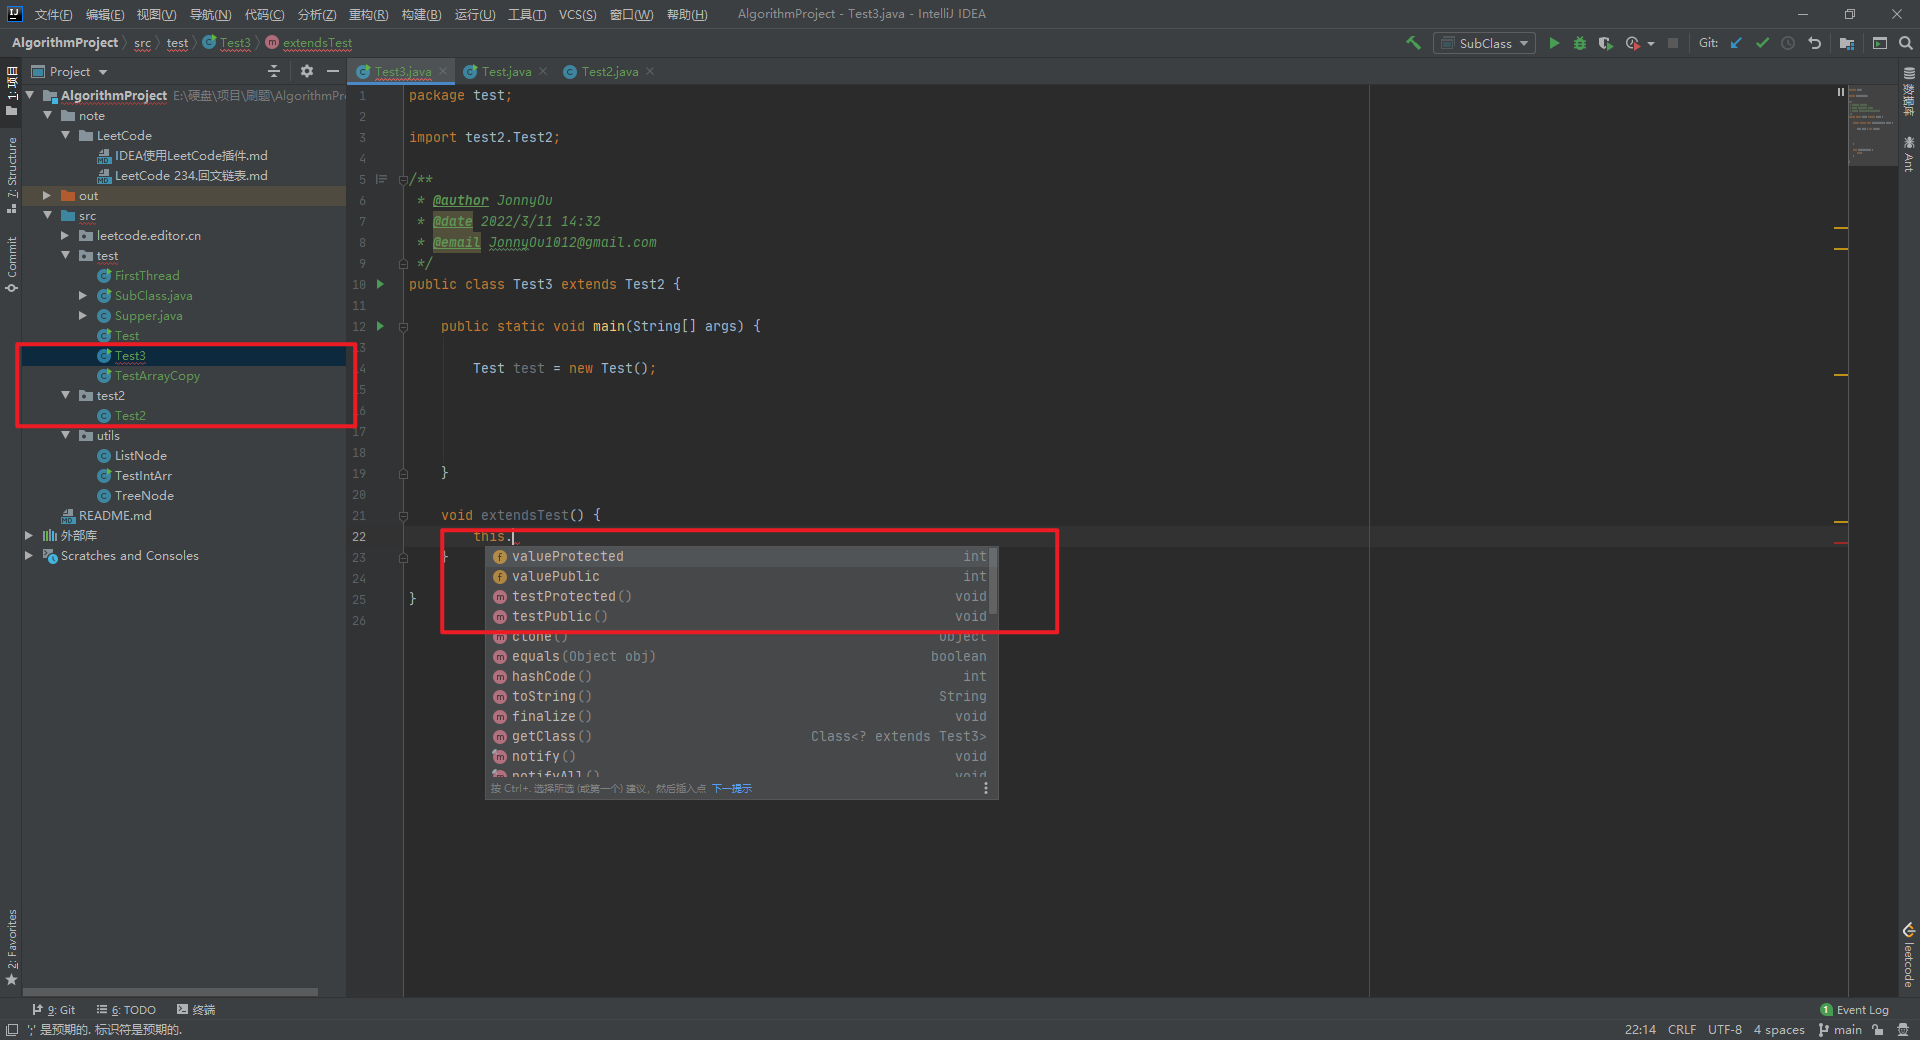 文件(F) 编辑(E) 视图(V) 导航(N) 代码(C) 分析(Z) 重构(R) 构建(B) 运行(U) 工具(T) VCS(S) 窗口(W) 帮助(H) AlgorithmProject - Test3.java - IntelliJ IDEA
AlgorithmProject src test Test3 extendsTest SubClass Git:
1: 项目
7: Structure
Commit
2: Favorites
Project
AlgorithmProject E:\硬盘\项目\刷题\AlgorithmPr
note
LeetCode
IDEA使用LeetCode插件.md
LeetCode 234.回文链表.md
out
src
leetcode.editor.cn
test
FirstThread
SubClass.java
Supper.java
Test
Test3
TestArrayCopy
test2
Test2
utils
ListNode
TestIntArr
TreeNode
README.md
外部库
Scratches and Consoles
Test3.java Test.java Test2.java
1 package test;
2
3 import test2.Test2;
4
5 /**
6 * @author JonnyOu
7 * @date 2022/3/11 14:32
8 * @email JonnyOu1012@gmail.com
9 */
10 public class Test3 extends Test2 {
11
12 public static void main(String[] args) {
13
14 Test test = new Test();
15
16
17
18
19 }
20
21 void extendsTest() {
22 this.
23 }
24
25 }
26
valueProtected int
valuePublic int
testProtected() void
testPublic() void
clone() Object
equals(Object obj) boolean
hashCode() int
toString() String
finalize() void
getClass() Class<? extends Test3>
notify() void
notifyAll() void
按 Ctrl+. 选择所选 (或第一个) 建议，然后插入点 下一提示
数据库
Ant
leetcode
9: Git 6: TODO 终端 1 Event Log
';' 是预期的. 标识符是预期的. 22:14 CRLF UTF-8 4 spaces main